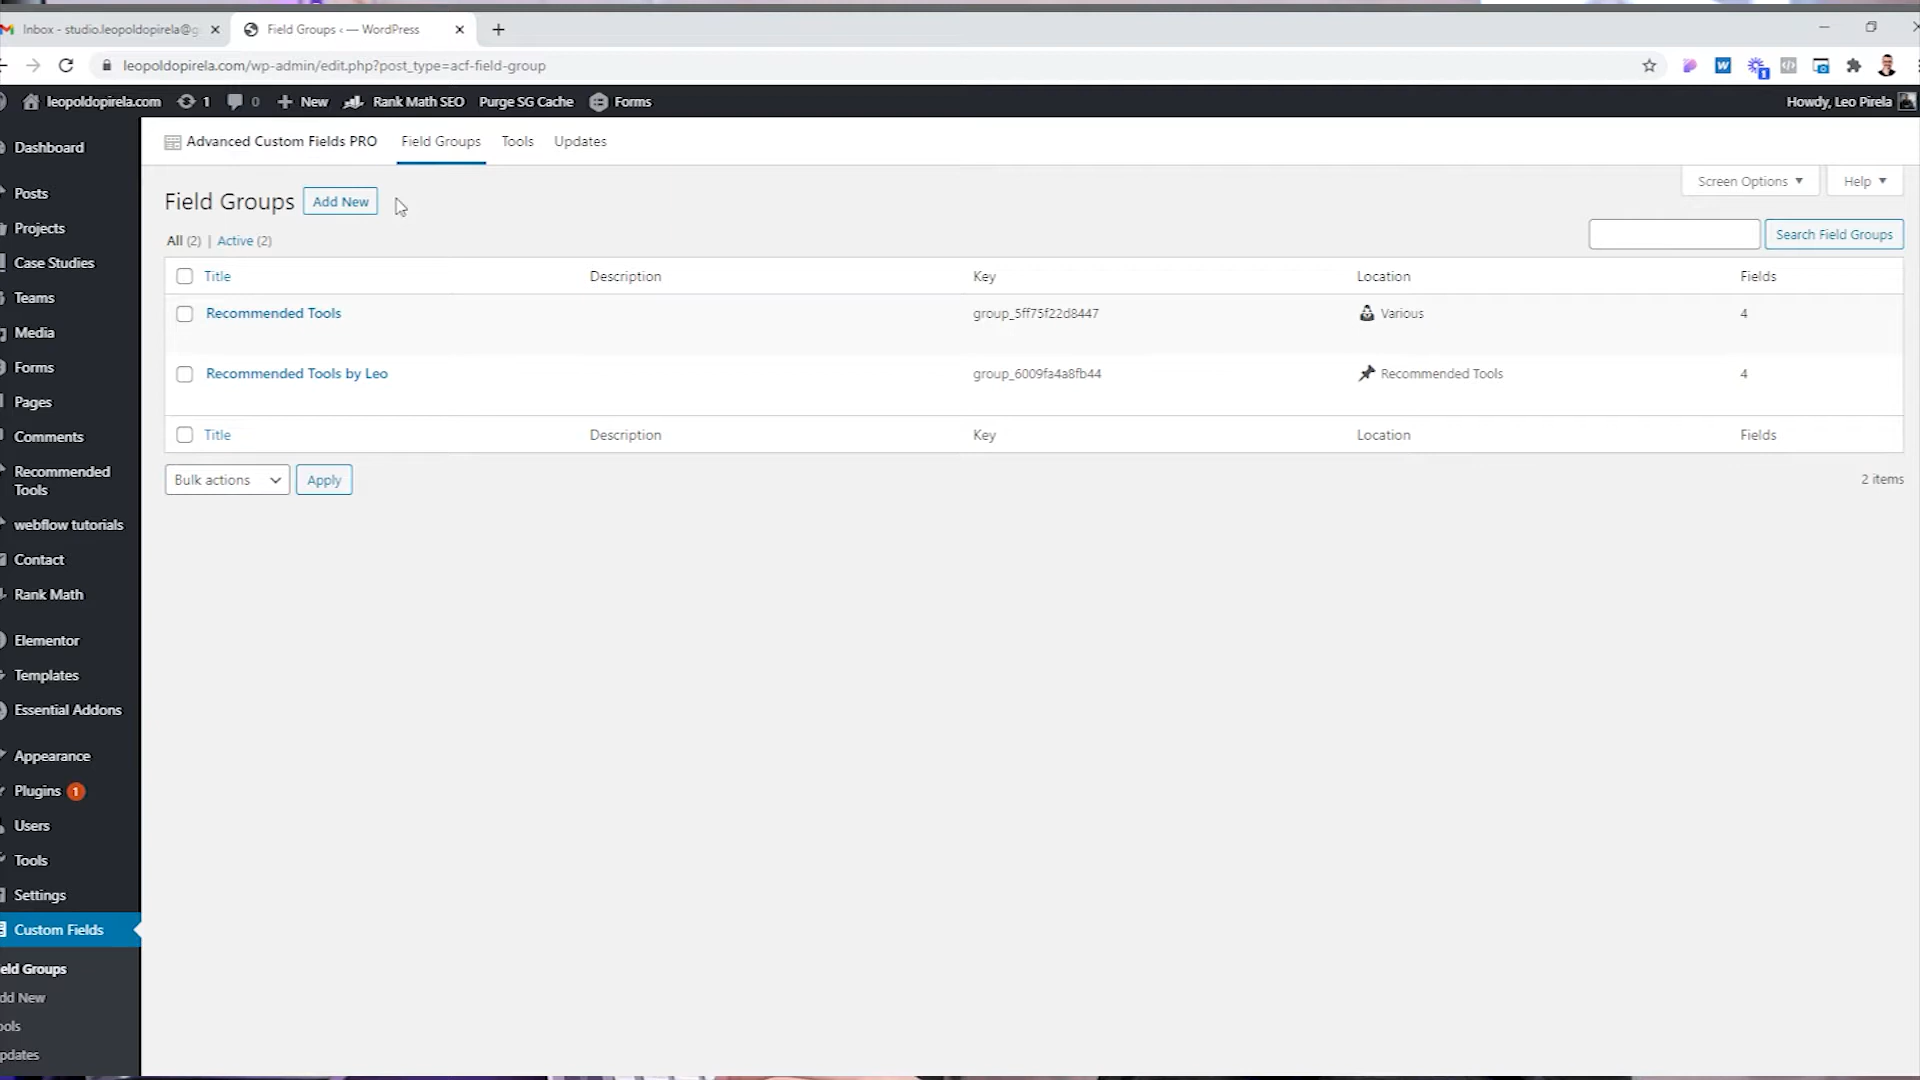 Inbox - studio.leopoldopirela@g
Field Groups ‹ — WordPress
leopoldopirela.com/wp-admin/edit.php?post_type=acf-field-group
leopoldopirela.com 1 0 New Rank Math SEO Purge SG Cache Forms Howdy, Leo Pirela
Advanced Custom Fields PRO Field Groups Tools Updates
Screen Options Help
Field Groups Add New
All (2) | Active (2)
Search Field Groups
Title Description Key Location Fields
Recommended Tools group_5ff75f22d8447 Various 4
Recommended Tools by Leo group_6009fa4a8fb44 Recommended Tools 4
Title Description Key Location Fields
Bulk actions Apply 2 items
Dashboard
Posts
Projects
Case Studies
Teams
Media
Forms
Pages
Comments
Recommended
Tools
webflow tutorials
Contact
Rank Math
Elementor
Templates
Essential Addons
Appearance
Plugins 1
Users
Tools
Settings
Custom Fields
eld Groups
dd New
ools
pdates